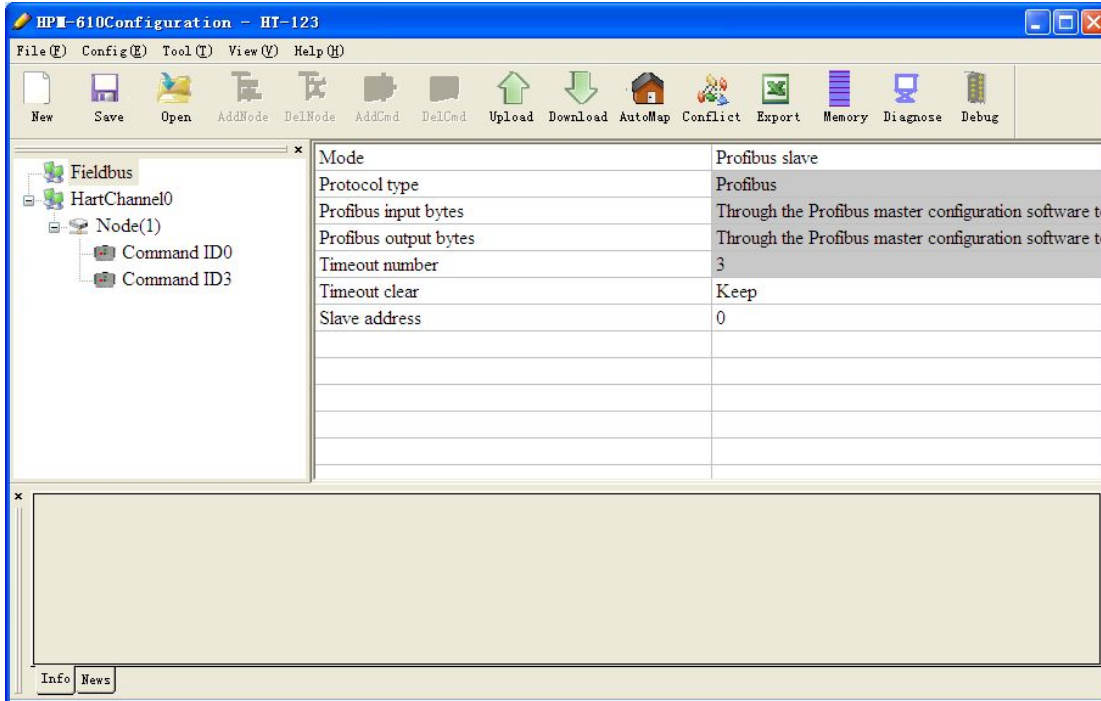 HPM-610Configuration - HT-123
File(F) Config(E) Tool(T) View(V) Help(H)
New Save Open AddNode DelNode AddCmd DelCmd Upload Download AutoMap Conflict Export Memory Diagnose Debug
Fieldbus
HartChannel0
Node(1)
Command ID0
Command ID3
Mode Profibus slave
Protocol type Profibus
Profibus input bytes Through the Profibus master configuration software t
Profibus output bytes Through the Profibus master configuration software t
Timeout number 3
Timeout clear Keep
Slave address 0
Info News